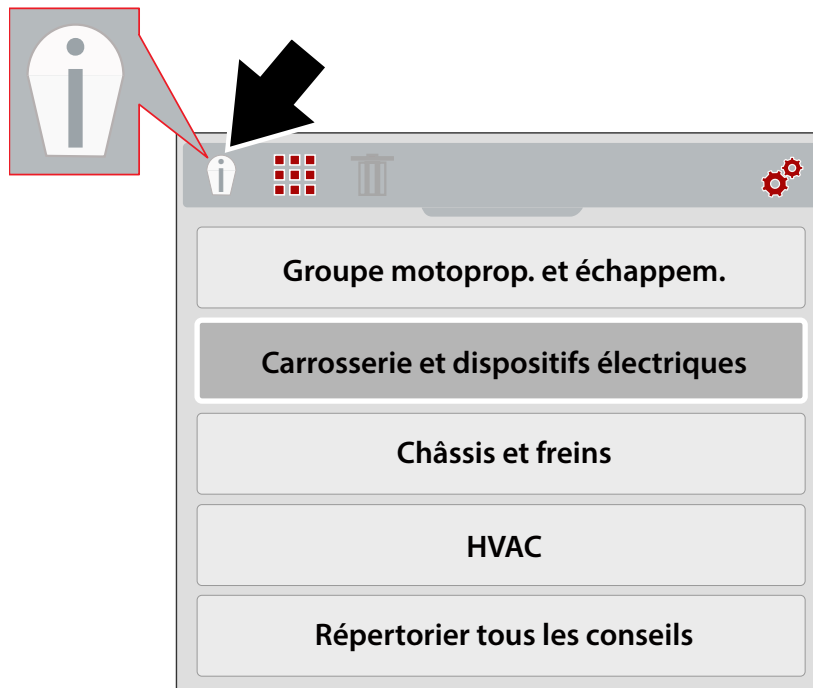 Groupe motoprop. et échappem.
Carrosserie et dispositifs électriques
Châssis et freins
HVAC
Répertorier tous les conseils